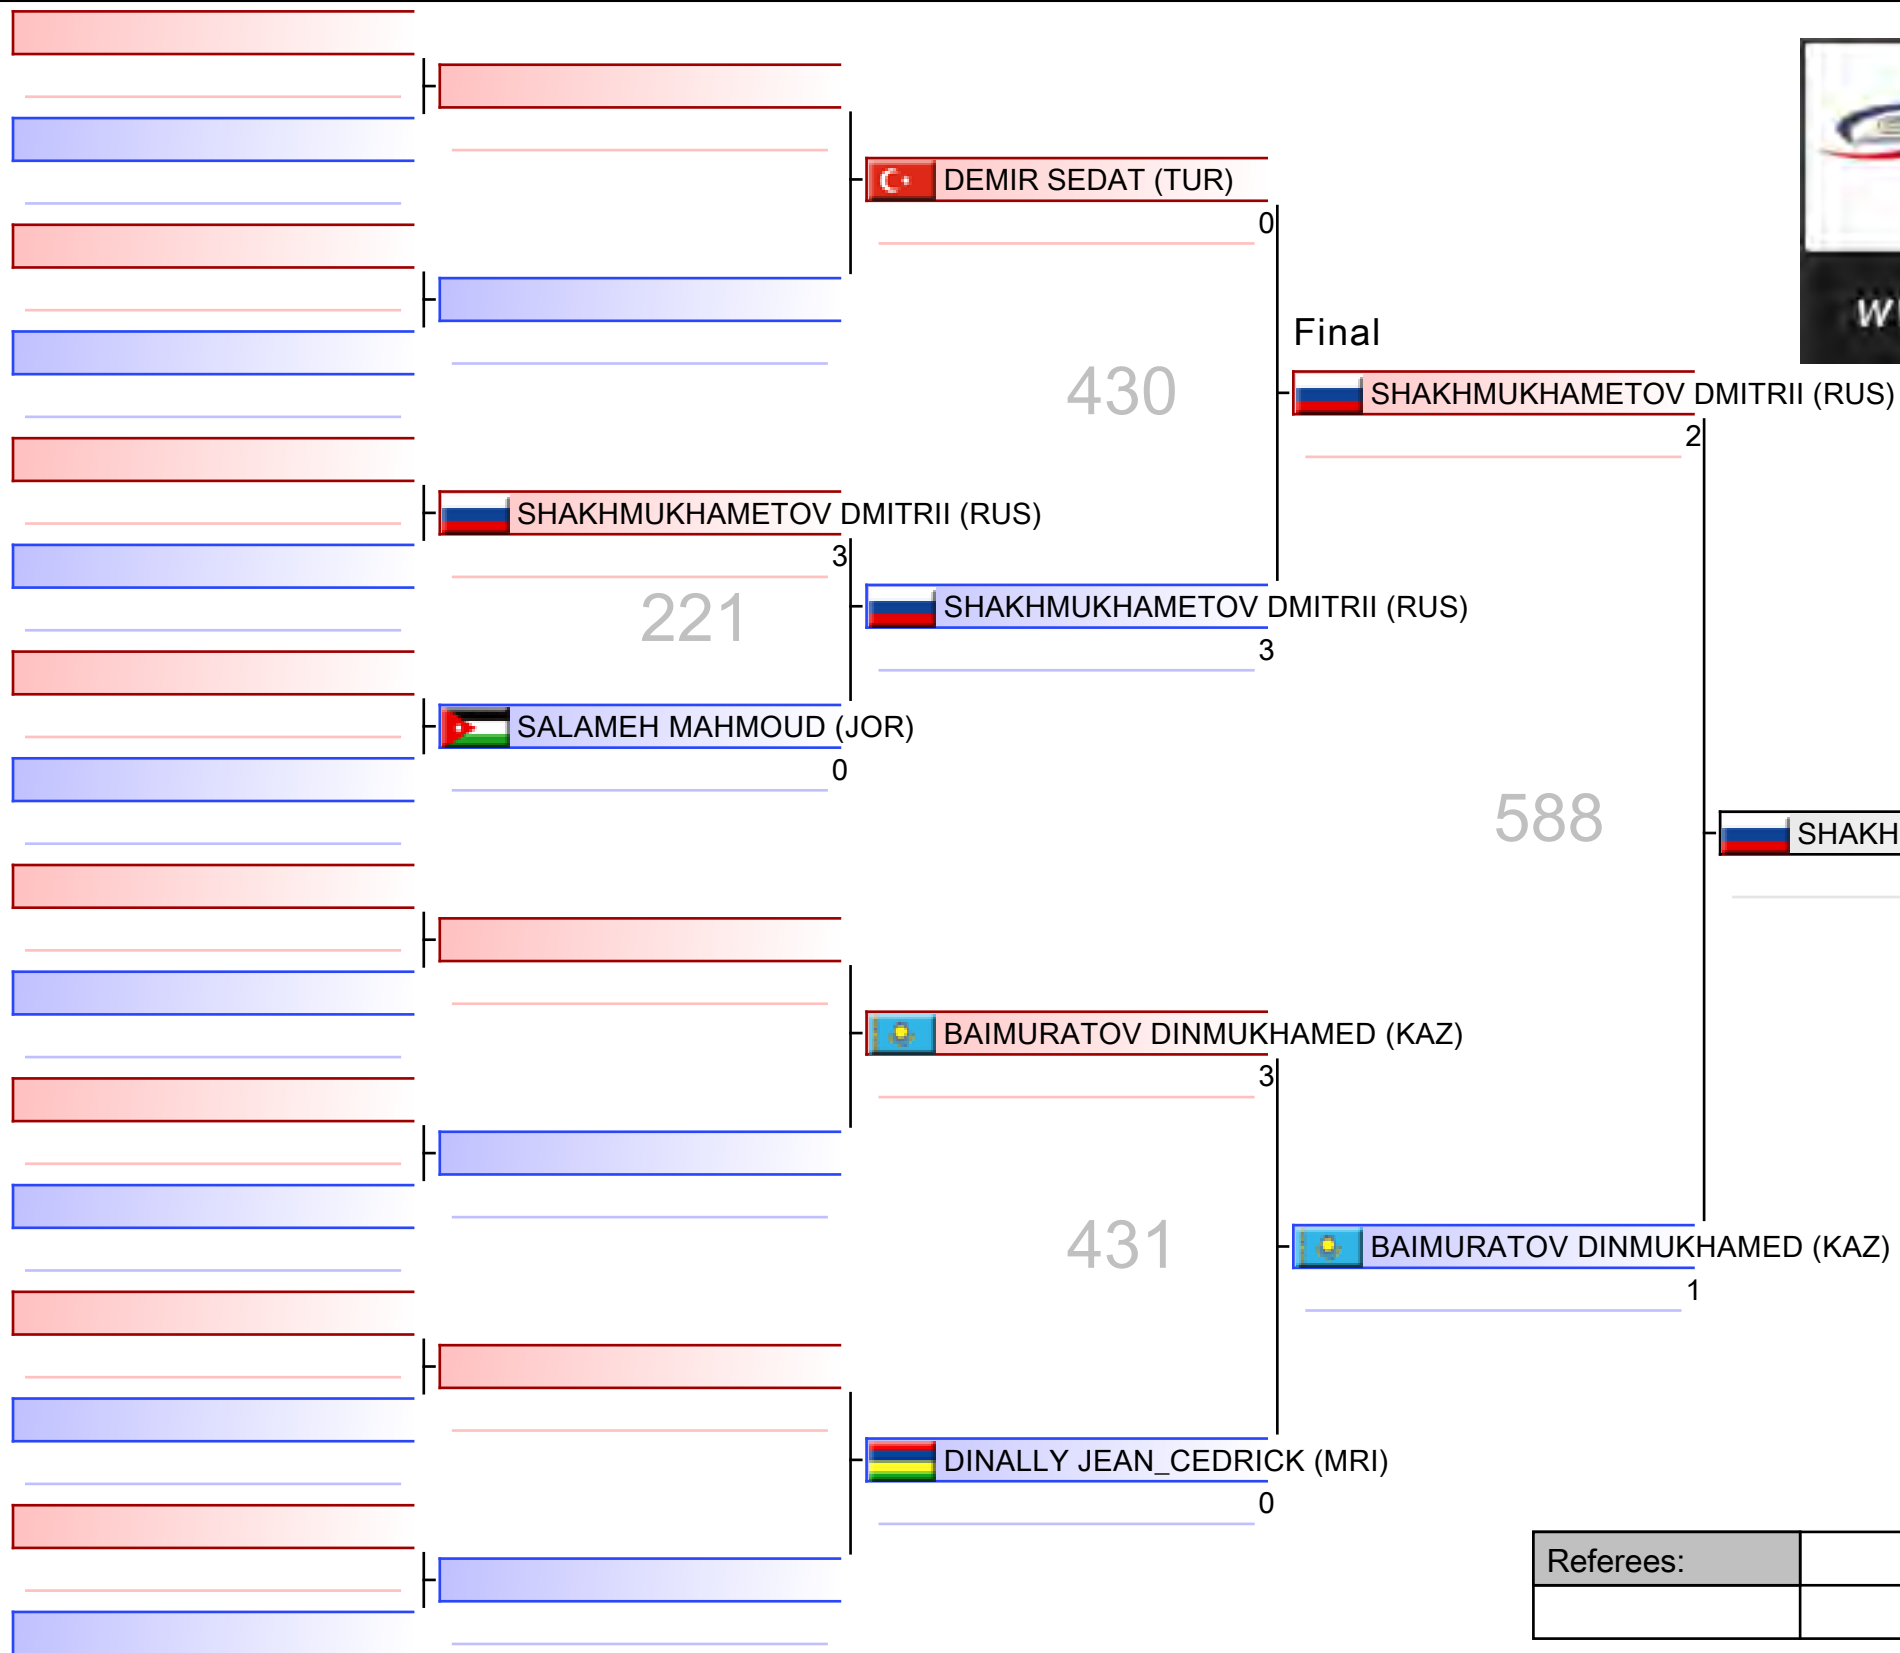 DEMIR SEDAT (TUR)
0
Final
430
SHAKHMUKHAMETOV DMITRII (RUS)
2
SHAKHMUKHAMETOV DMITRII (RUS)
3
221
SHAKHMUKHAMETOV DMITRII (RUS)
3
SALAMEH MAHMOUD (JOR)
0
588
SHAKH
BAIMURATOV DINMUKHAMED (KAZ)
3
431
BAIMURATOV DINMUKHAMED (KAZ)
1
DINALLY JEAN_CEDRICK (MRI)
0
Referees: